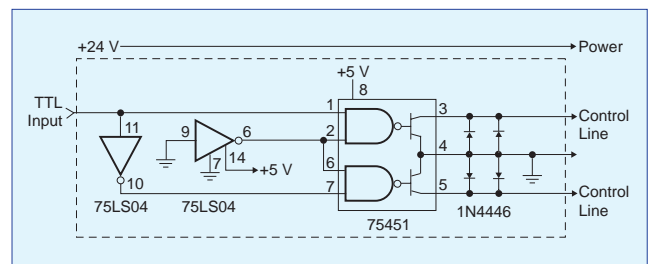 +24 V
Power
+5 V
8
TTL
Input
1
3
Control
Line
11
9
6
2
4
7
14
+5 V
6
10
7
5
Control
Line
75LS04
75LS04
75451
1N4446